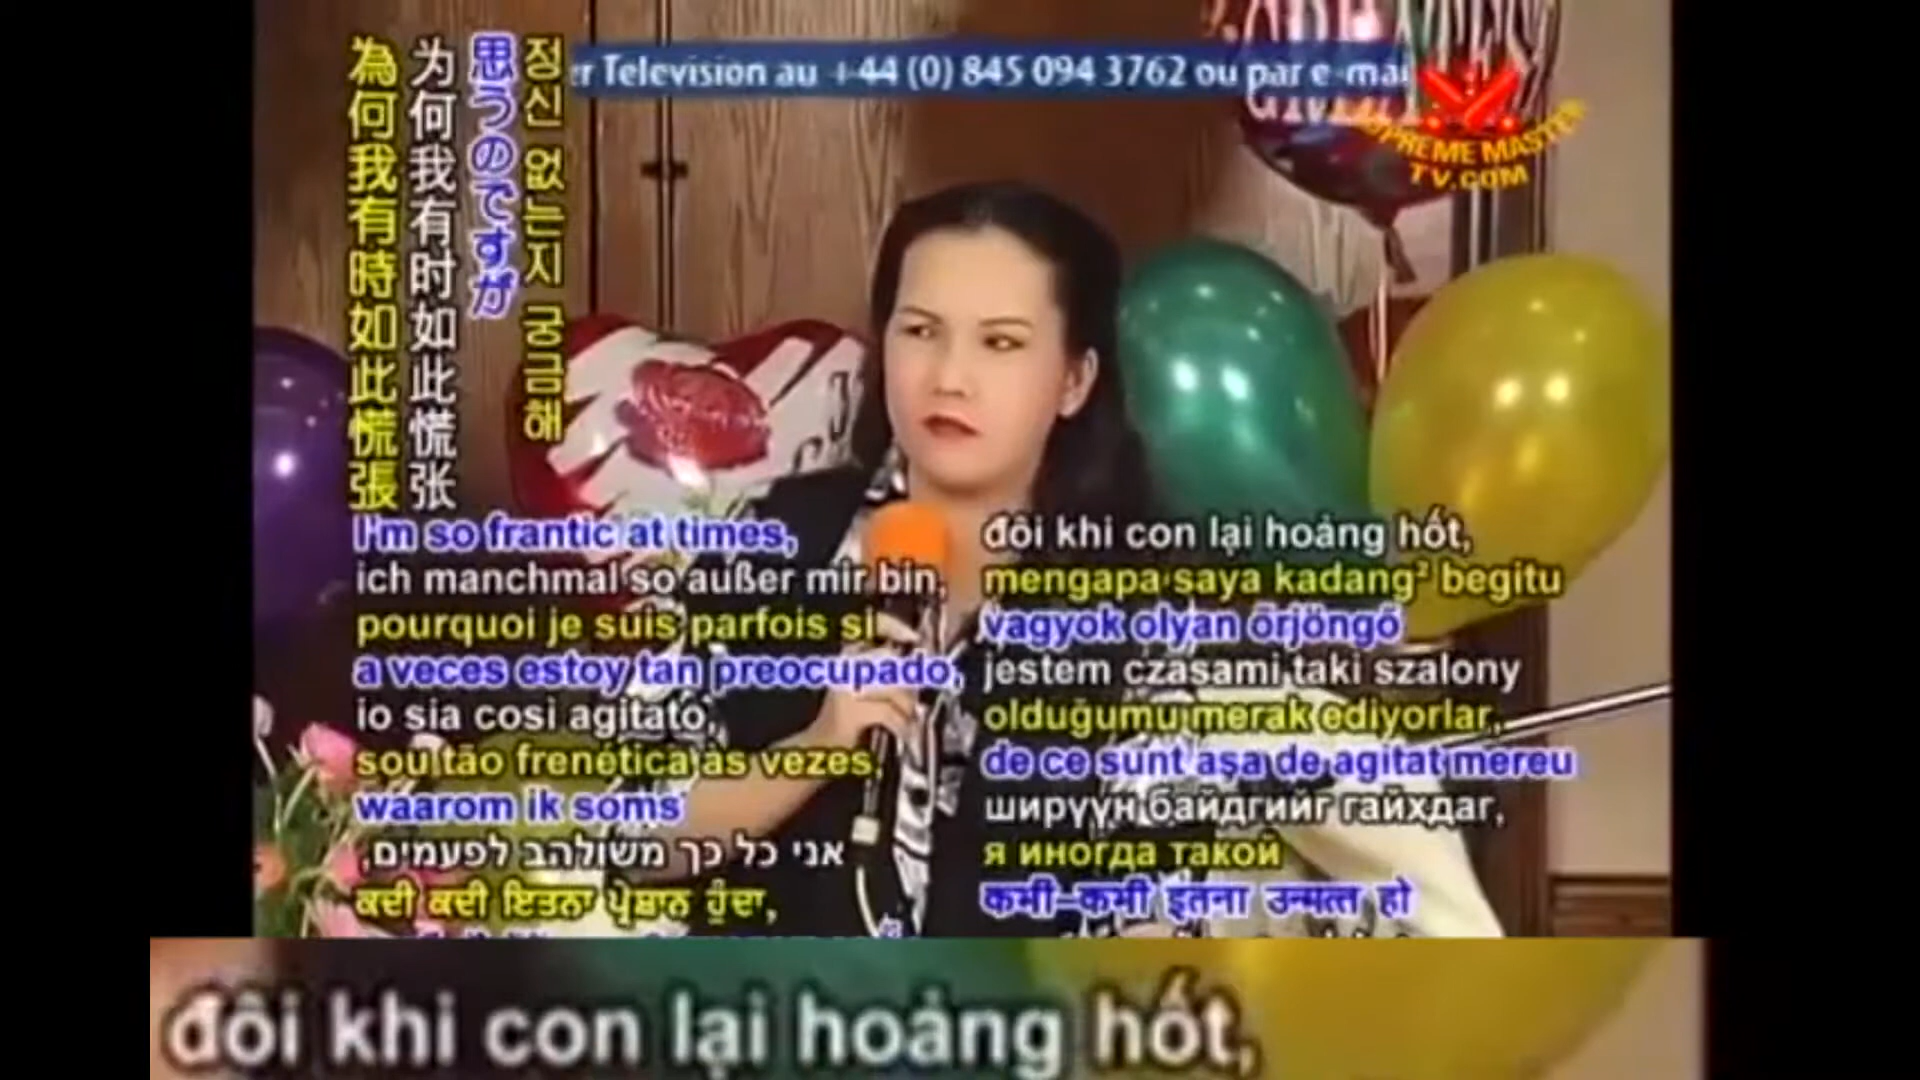 r Television au +44 (0) 845 094 3762 ou par e-mai
SUPREME MASTER
TV.COM
정신 없는지 궁금해
思うのですが
为何我有时如此慌张
為何我有時如此慌張
I'm so frantic at times,
ich manchmal so außer mir bin,
pourquoi je suis parfois si
a veces estoy tan preocupado,
io sia cosi agitato,
sou tão frenética às vezes,
waarom ik soms
אני כל כך משולהב לפעמים,
ਕਦੀ ਕਦੀ ਇਤਨਾ ਪ੍ਰੇਸ਼ਾਨ ਹੁੰਦਾ,
đôi khi con lại hoảng hốt,
mengapa saya kadang² begitu
vagyok olyan őrjöngő
jestem czasami taki szalony
olduğumu merak ediyorlar,
de ce sunt aşa de agitat mereu
ширүүн байдгийг гайхдаг,
я иногда такой
कभी-कभी इतना उन्मत्त हो
đôi khi con lại hoảng hốt,